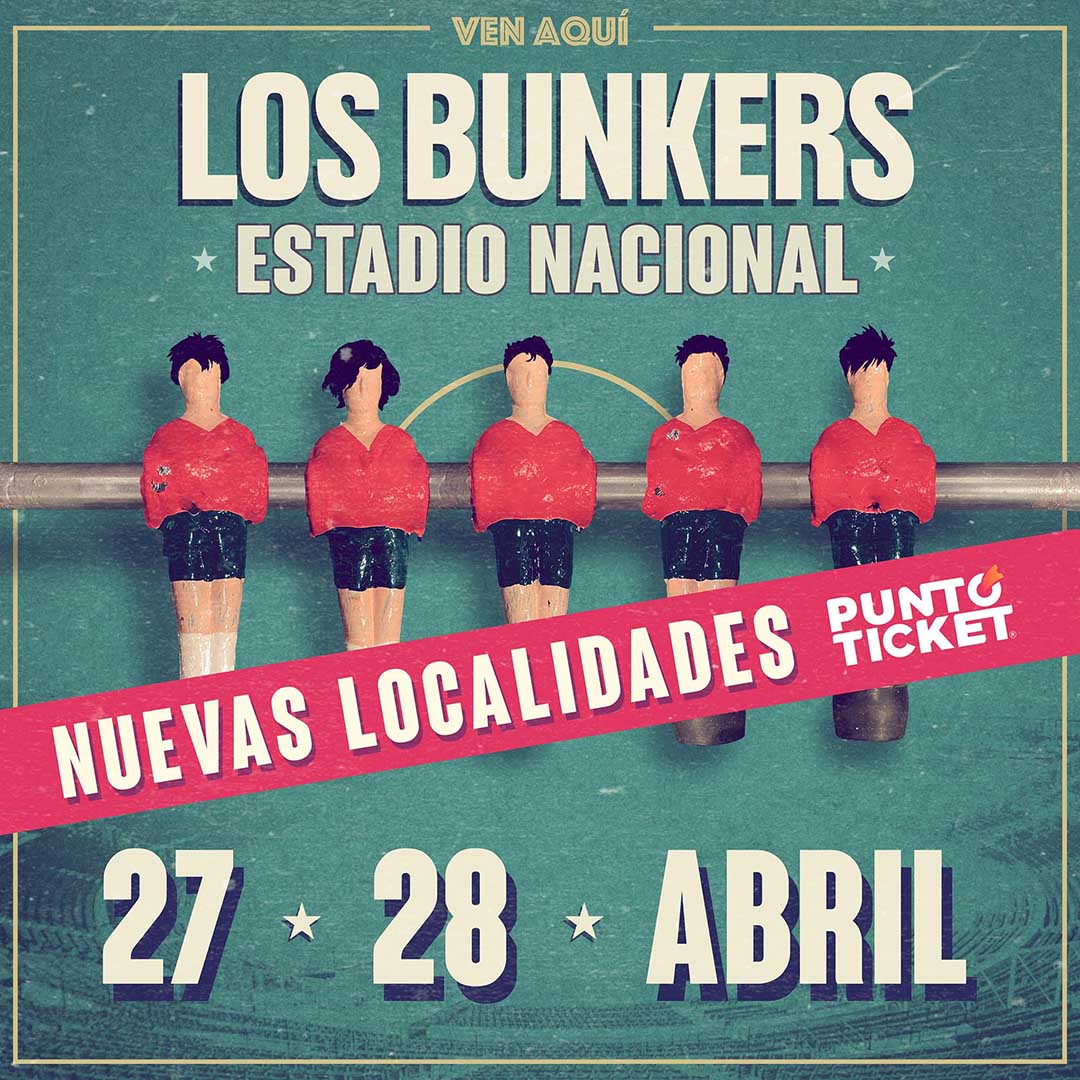 VEN AQUÍ
LOS BUNKERS
ESTADIO NACIONAL
NUEVAS LOCALIDADES
PUNTO
TICKET®
27 28 ABRIL